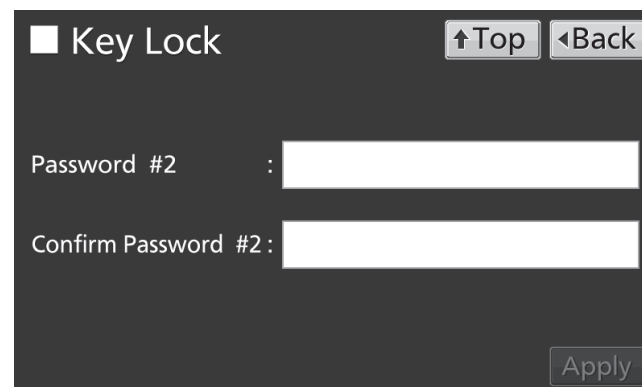 Key Lock
↑Top
◂Back
Password #2 :
Confirm Password #2 :
Apply